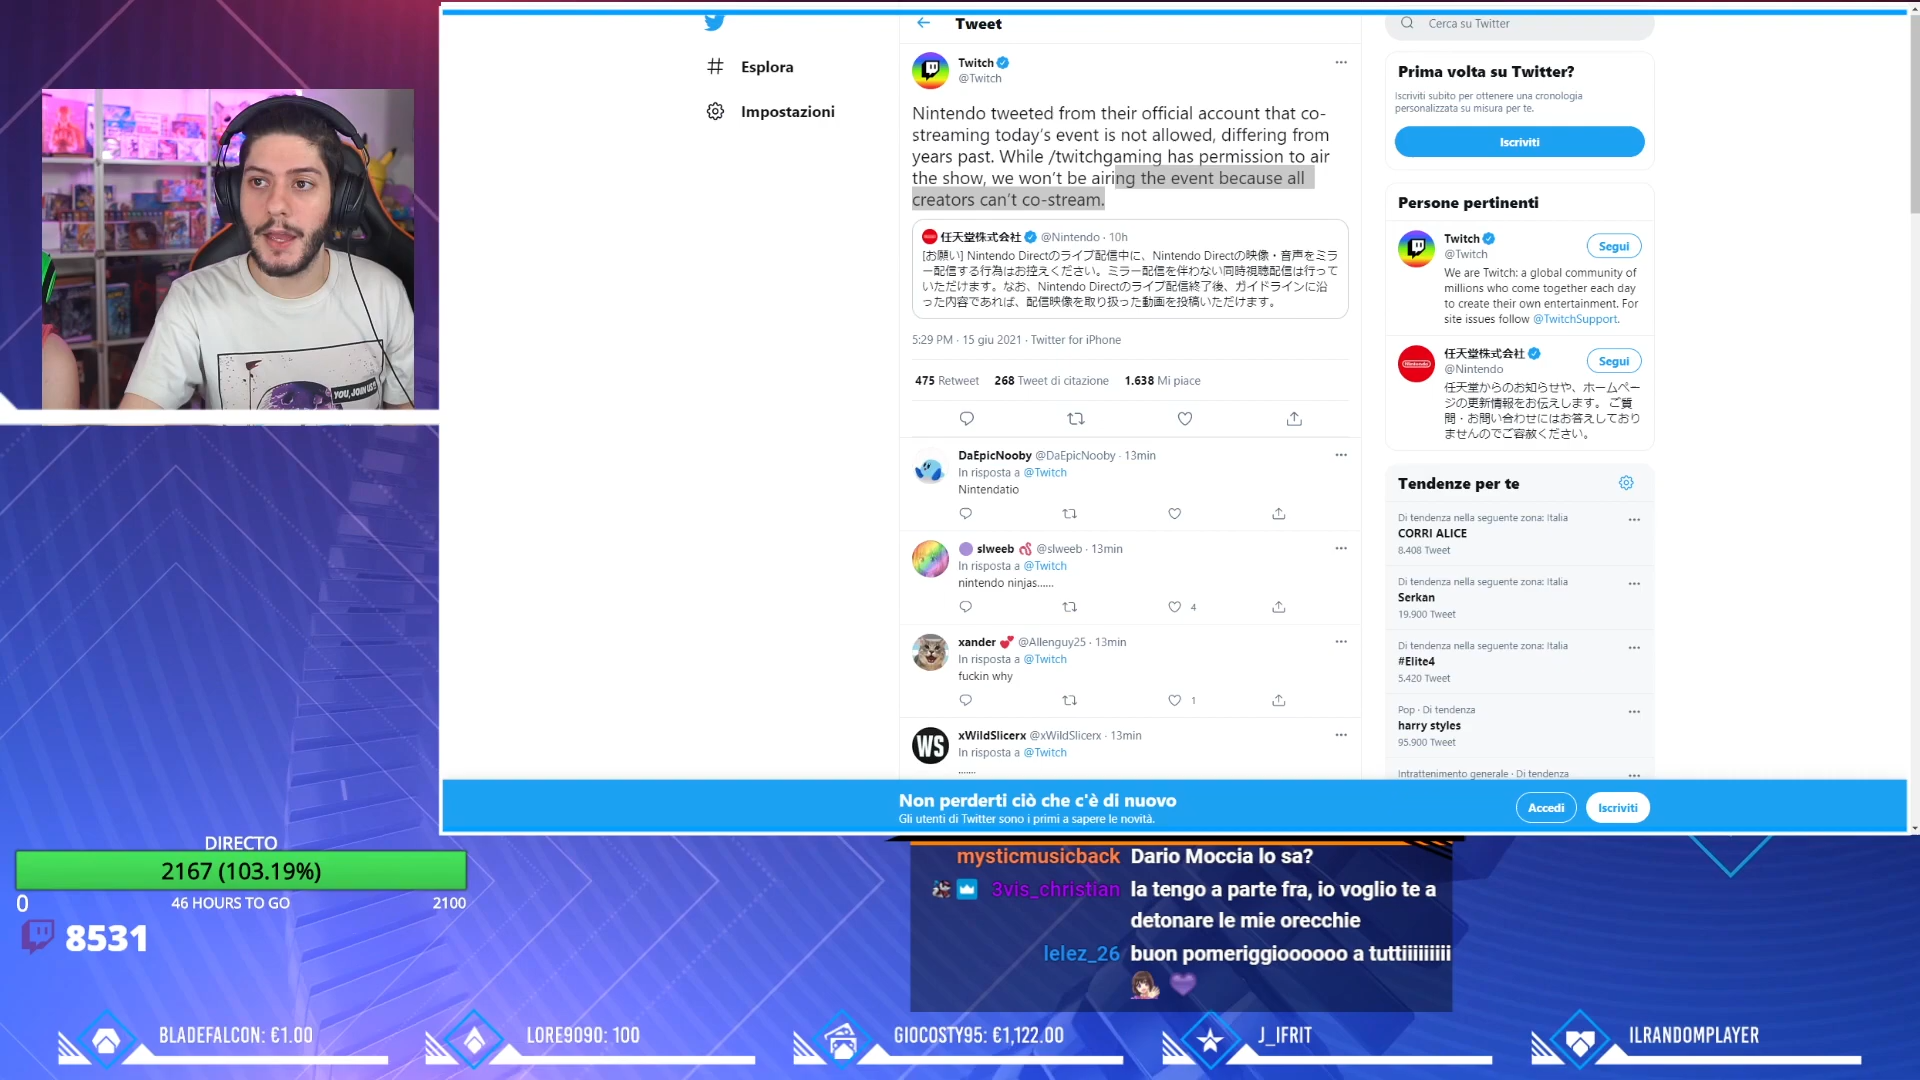 Esplora
Impostazioni
Tweet
Twitch
@Twitch
Nintendo tweeted from their official account that co-
streaming today's event is not allowed, differing from
years past. While /twitchgaming has permission to air
the show, we won't be airing the event because all
creators can't co-stream.
任天堂株式会社 @Nintendo · 10h
[お願い] Nintendo Directのライブ配信中に、Nintendo Directの映像・音声をミラ
ー配信する行為はお控えください。ミラー配信を伴わない同時視聴配信は行って
いただけます。なお、Nintendo Directのライブ配信終了後、ガイドラインに沿
った内容であれば、配信映像を取り扱った動画を投稿いただけます。
5:29 PM · 15 giu 2021 · Twitter for iPhone
475 Retweet 268 Tweet di citazione 1.638 Mi piace
DaEpicNooby @DaEpicNooby · 13min
In risposta a @Twitch
Nintendatio
slweeb @slweeb · 13min
In risposta a @Twitch
nintendo ninjas......
4
xander @Allenguy25 · 13min
In risposta a @Twitch
fuckin why
1
WS
xWildSlicerx @xWildSlicerx · 13min
In risposta a @Twitch
.......
Cerca su Twitter
Prima volta su Twitter?
Iscriviti subito per ottenere una cronologia
personalizzata su misura per te.
Iscriviti
Persone pertinenti
Twitch
@Twitch
Segui
We are Twitch: a global community of
millions who come together each day
to create their own entertainment. For
site issues follow @TwitchSupport.
任天堂株式会社
@Nintendo
Segui
Nintendo
任天堂からのお知らせや、ホームペー
ジの更新情報をお伝えします。 ご質
問・お問い合わせにはお答えしており
ませんのでご容赦ください。
Tendenze per te
Di tendenza nella seguente zona: Italia
CORRI ALICE
8.408 Tweet
Di tendenza nella seguente zona: Italia
Serkan
19.900 Tweet
Di tendenza nella seguente zona: Italia
#Elite4
5.420 Tweet
Pop · Di tendenza
harry styles
95.900 Tweet
Intrattenimento generale · Di tendenza
Non perderti ciò che c'è di nuovo
Gli utenti di Twitter sono i primi a sapere le novità.
Accedi
Iscriviti
YOU, JOIN US?
DIRECTO
2167 (103.19%)
0 46 HOURS TO GO 2100
8531
mysticmusicback Dario Moccia lo sa?
3vis_christian la tengo a parte fra, io voglio te a
detonare le mie orecchie
lelez_26 buon pomeriggioooooo a tuttiiiiiiiiii
BLADEFALCON: €1.00
LORE9090: 100
GIOCOSTY95: €1,122.00
J_IFRIT
ILRANDOMPLAYER